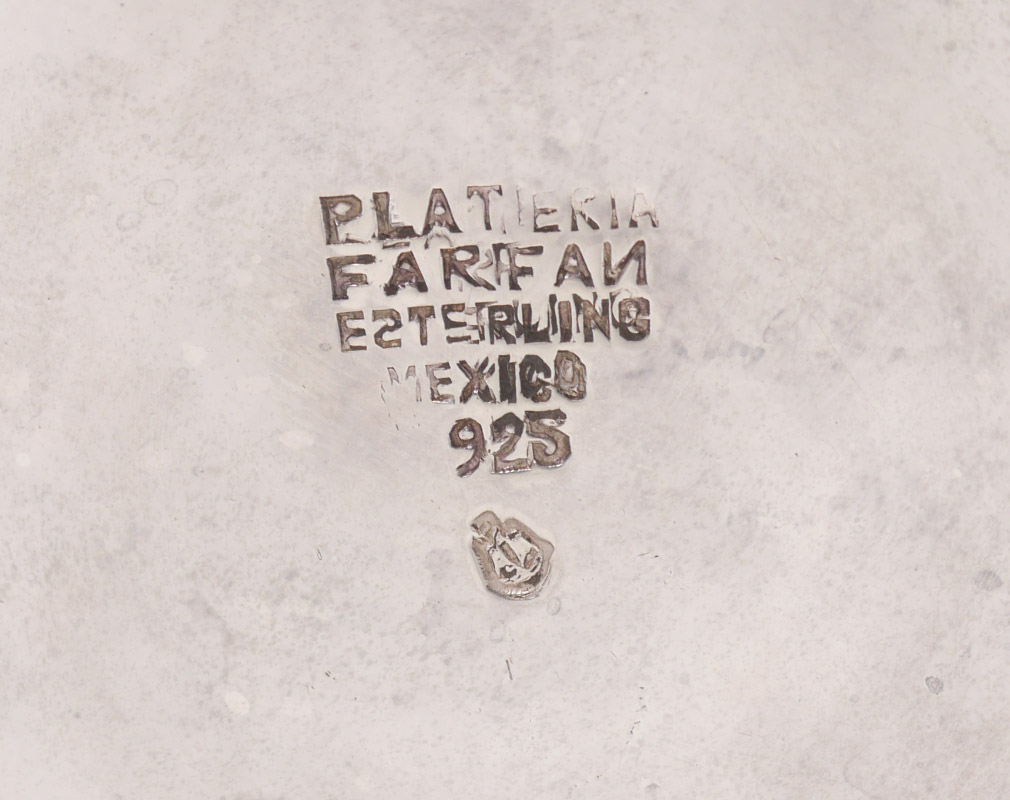 PLATERIA
FARFAN
ESTERLING
MEXICO
925